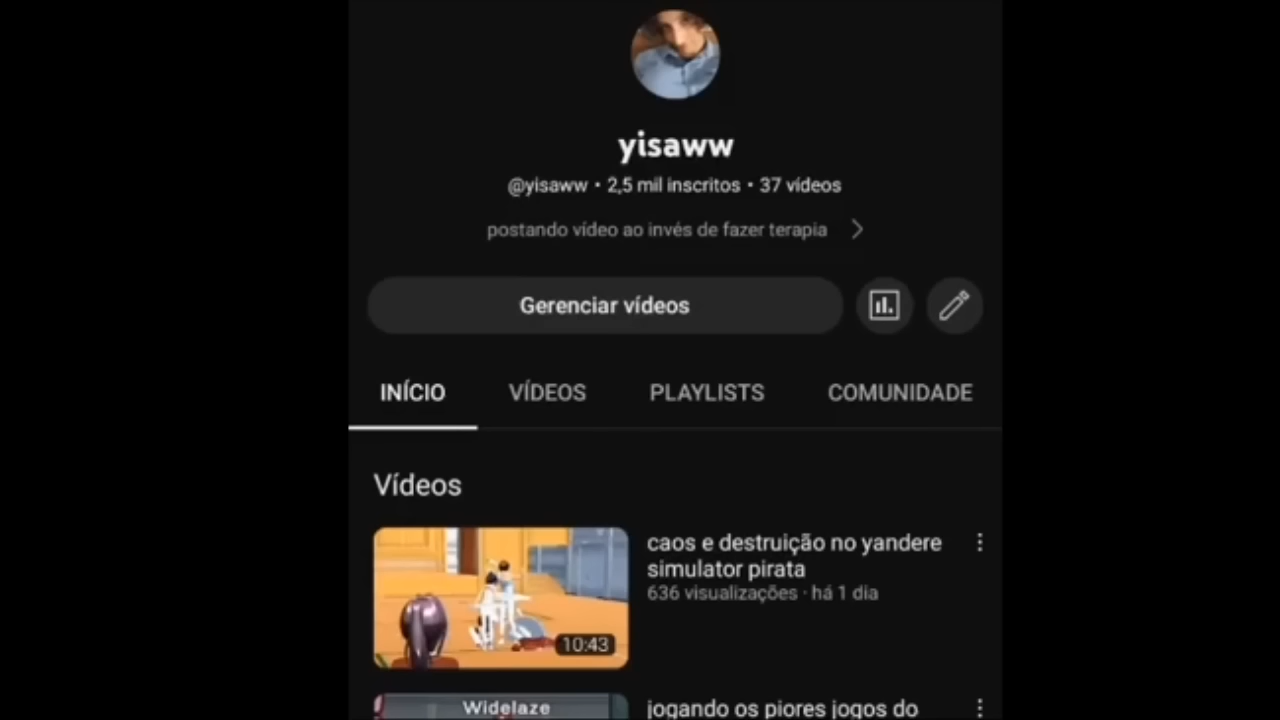 yisaww
@yisaww • 2,5 mil inscritos • 37 vídeos
postando vídeo ao invés de fazer terapia
Gerenciar vídeos
INÍCIO
VÍDEOS
PLAYLISTS
COMUNIDADE
Vídeos
caos e destruição no yandere
simulator pirata
636 visualizações · há 1 dia
10:43
Widelaze
jogando os piores jogos do